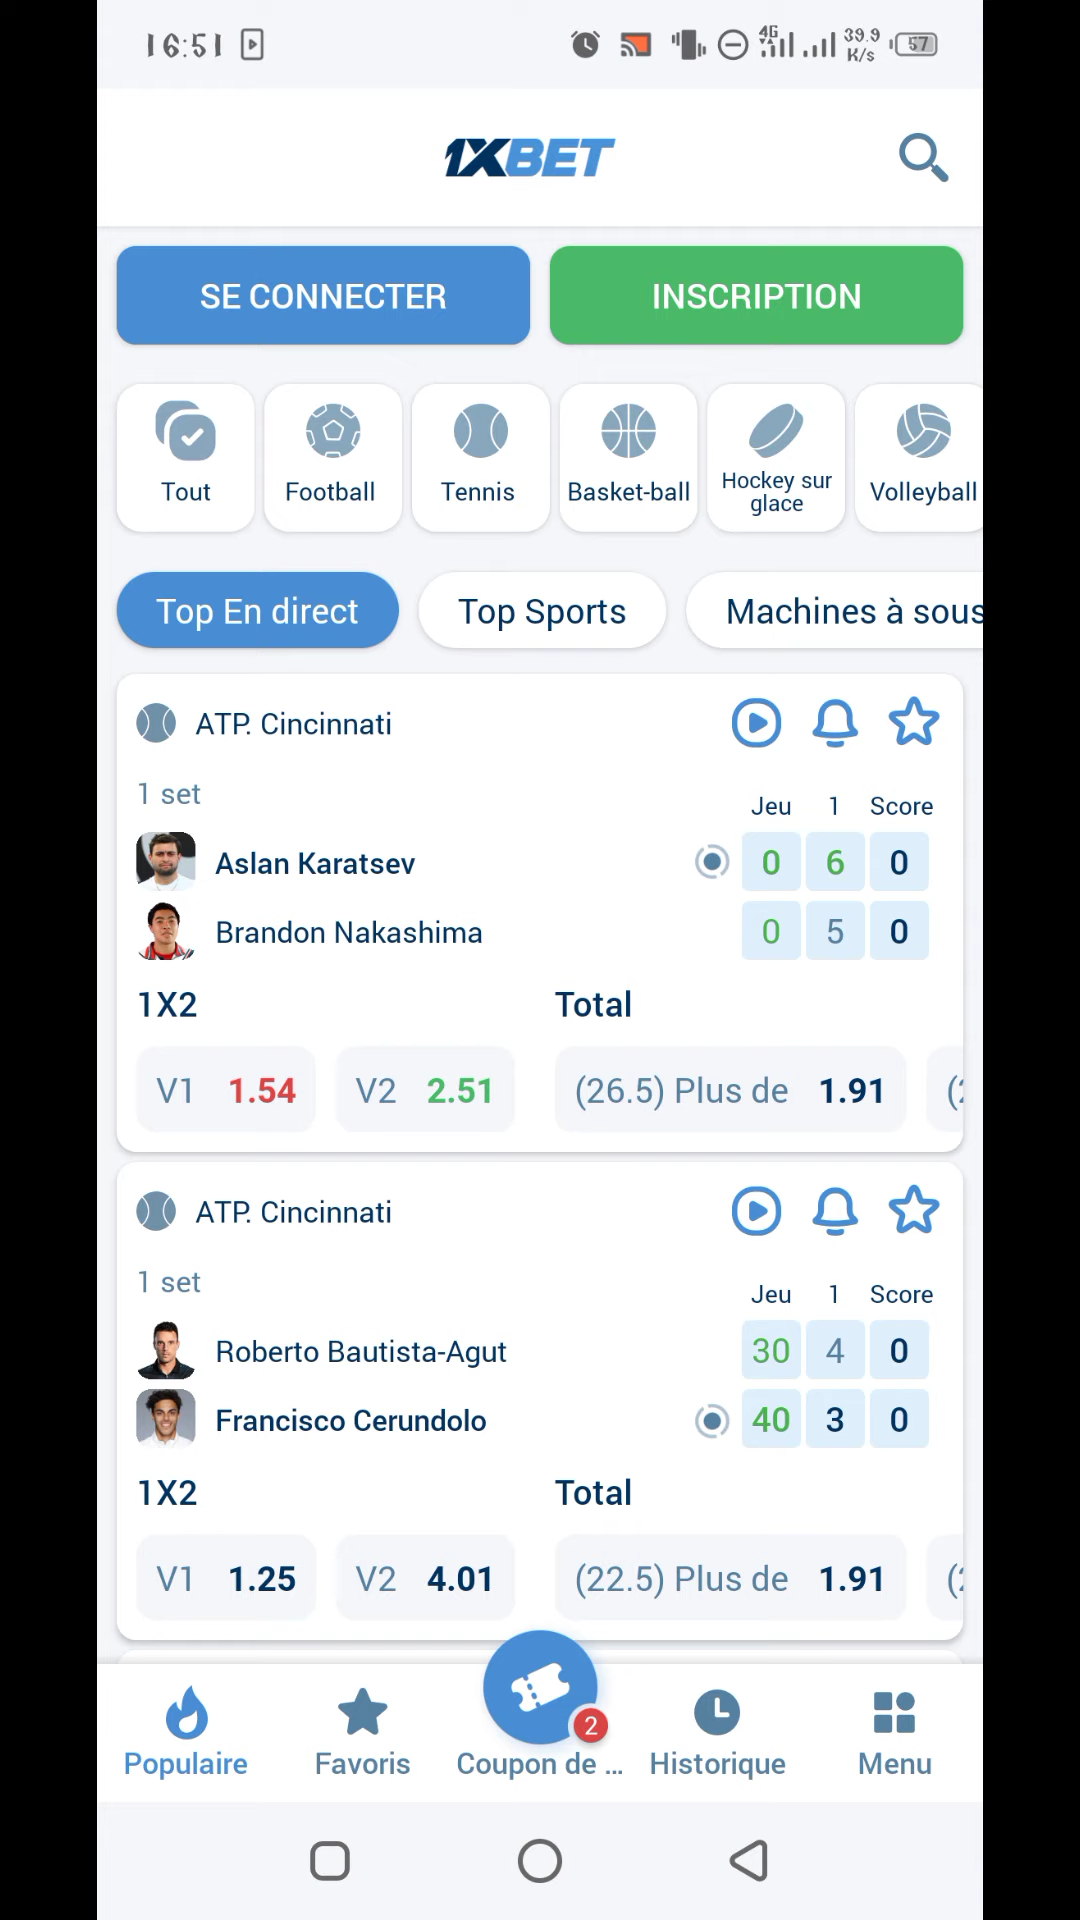 16:51 4G 39.9 K/s 57
1XBET
SE CONNECTER INSCRIPTION
Tout Football Tennis Basket-ball Hockey sur glace Volleyball
Top En direct Top Sports Machines à sous
ATP. Cincinnati
1 set
Jeu 1 Score
Aslan Karatsev 0 6 0
Brandon Nakashima 0 5 0
1X2 Total
V1 1.54 V2 2.51 (26.5) Plus de 1.91 (2
ATP. Cincinnati
1 set
Jeu 1 Score
Roberto Bautista-Agut 30 4 0
Francisco Cerundolo 40 3 0
1X2 Total
V1 1.25 V2 4.01 (22.5) Plus de 1.91 (2
2
Populaire Favoris Coupon de ... Historique Menu